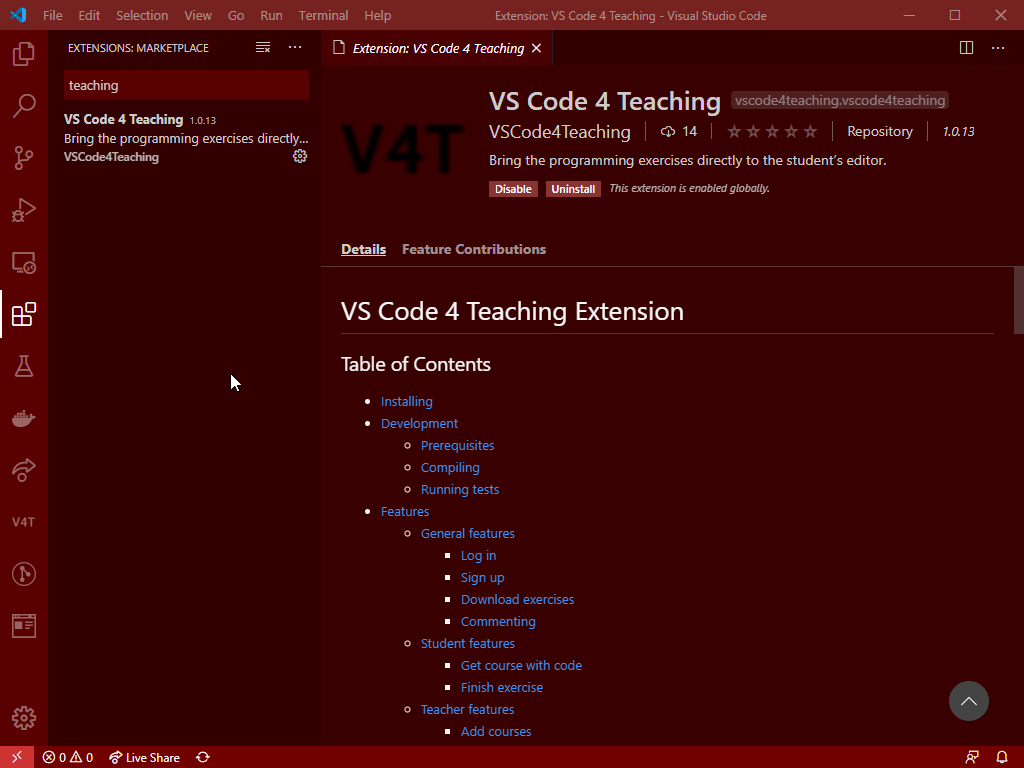 File Edit Selection View Go Run Terminal Help Extension: VS Code 4 Teaching - Visual Studio Code
EXTENSIONS: MARKETPLACE
Extension: VS Code 4 Teaching
teaching
VS Code 4 Teaching 1.0.13
Bring the programming exercises directly...
VSCode4Teaching
V4T
VS Code 4 Teaching vscode4teaching.vscode4teaching
VSCode4Teaching 14 Repository 1.0.13
Bring the programming exercises directly to the student's editor.
Disable Uninstall This extension is enabled globally.
Details Feature Contributions
VS Code 4 Teaching Extension
Table of Contents
Installing
Development
Prerequisites
Compiling
Running tests
Features
General features
Log in
Sign up
Download exercises
Commenting
Student features
Get course with code
Finish exercise
Teacher features
Add courses
V4T
0 0 Live Share